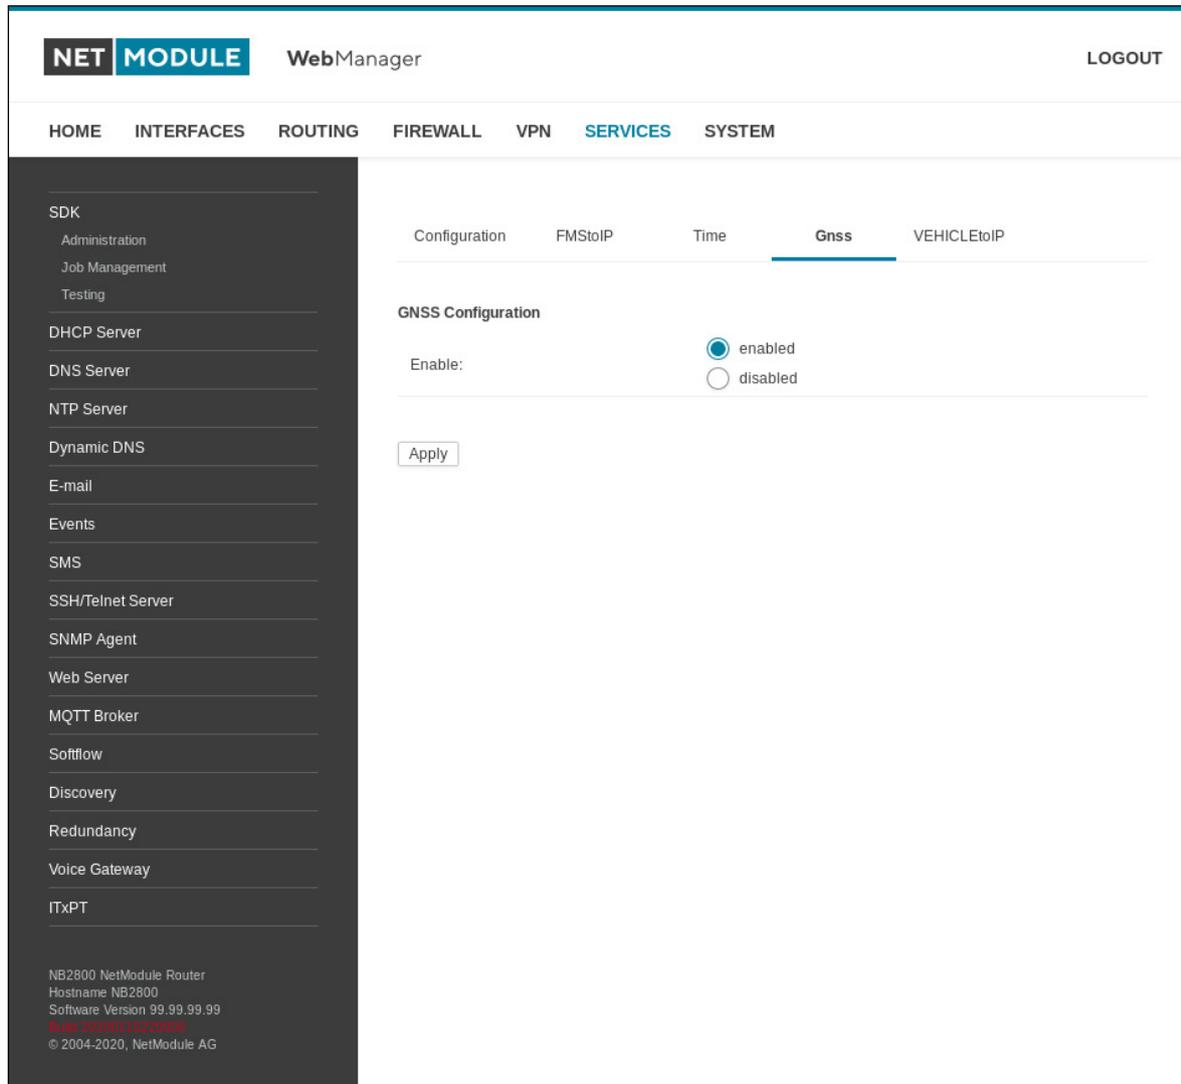 NET MODULE WebManager LOGOUT
HOME INTERFACES ROUTING FIREWALL VPN SERVICES SYSTEM
SDK
Administration
Job Management
Testing
DHCP Server
DNS Server
NTP Server
Dynamic DNS
E-mail
Events
SMS
SSH/Telnet Server
SNMP Agent
Web Server
MQTT Broker
Softflow
Discovery
Redundancy
Voice Gateway
ITxPT
NB2800 NetModule Router
Hostname NB2800
Software Version 99.99.99.99
Build
© 2004-2020, NetModule AG
Configuration FMStoIP Time Gnss VEHICLEtoIP
GNSS Configuration
Enable:
enabled
disabled
Apply